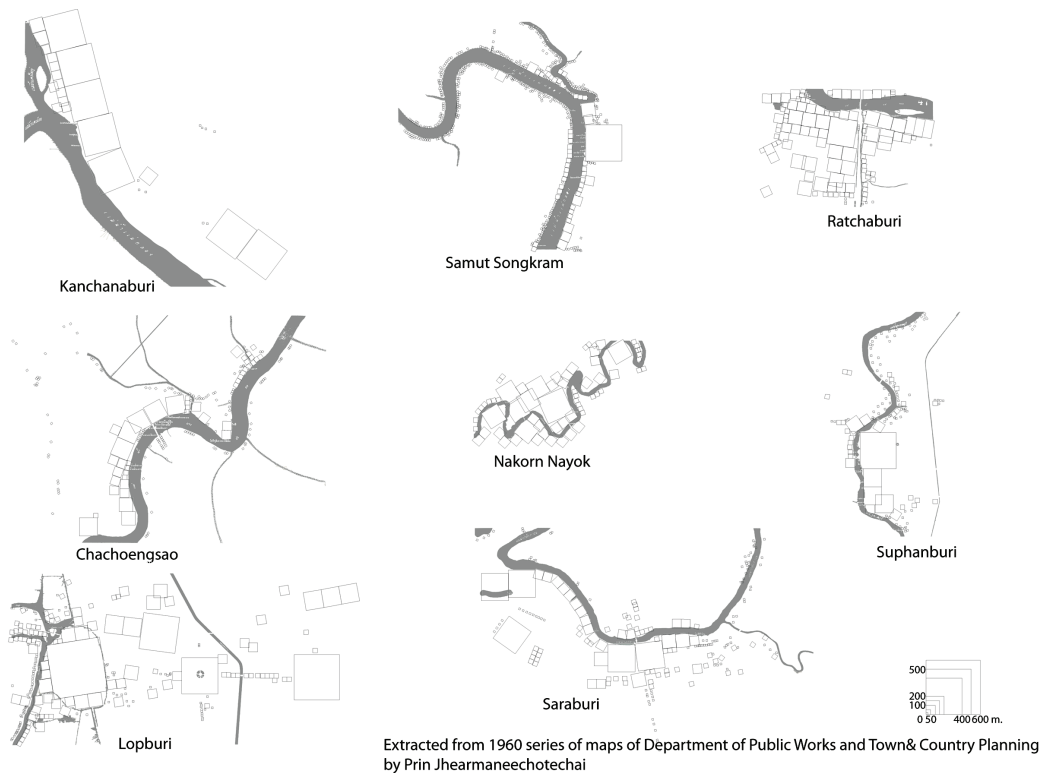 Kanchanaburi
Samut Songkram
Ratchaburi
Chachoengsao
Nakorn Nayok
Suphanburi
Lopburi
Saraburi
500
200
100
0 50 400 600 m.
Extracted from 1960 series of maps of Department of Public Works and Town& Country Planning
by Prin Jhearmaneechotechai